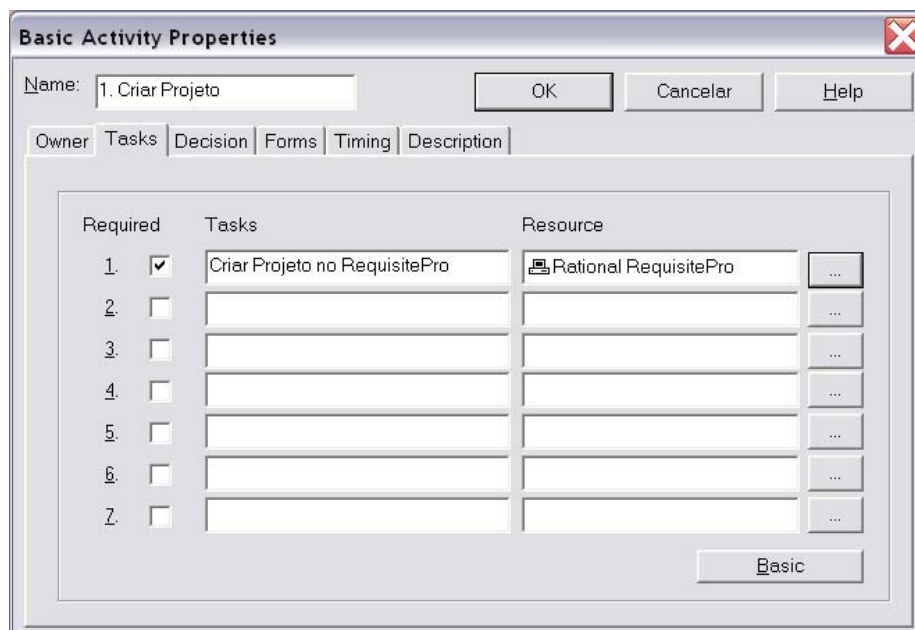 Basic Activity Properties
Name: 1. Criar Projeto OK Cancelar Help
Owner Tasks Decision Forms Timing Description
Required Tasks Resource
1. Criar Projeto no RequisitePro Rational RequisitePro ...
2. ...
3. ...
4. ...
5. ...
6. ...
7. ...
Basic